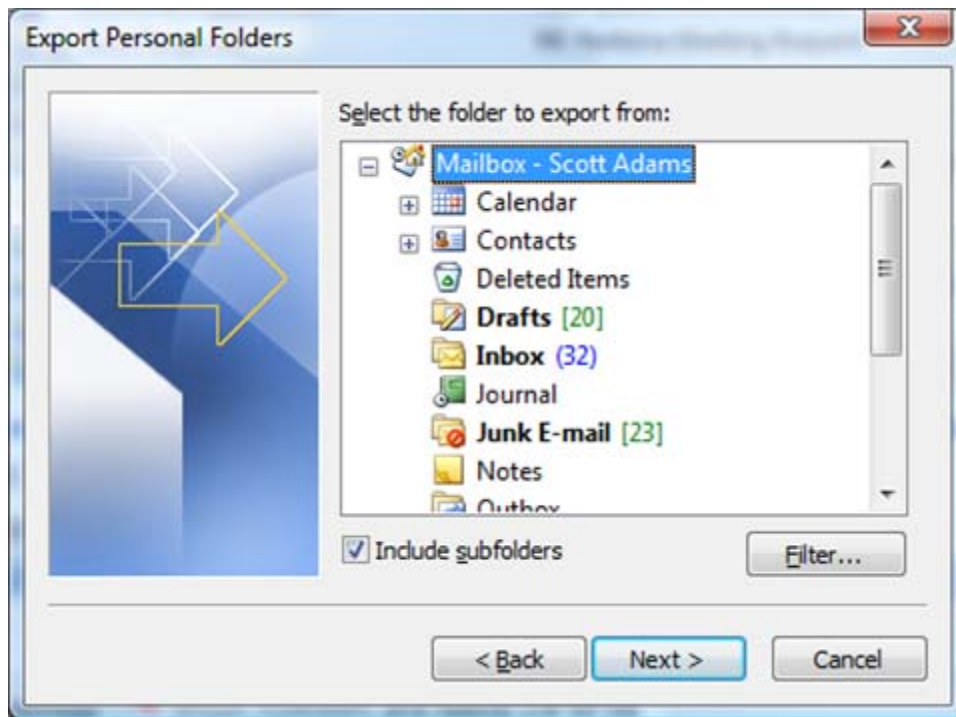 Export Personal Folders
Select the folder to export from:
Mailbox - Scott Adams
Calendar
Contacts
Deleted Items
Drafts [20]
Inbox (32)
Journal
Junk E-mail [23]
Notes
Outbox
Include subfolders
Filter...
< Back
Next >
Cancel